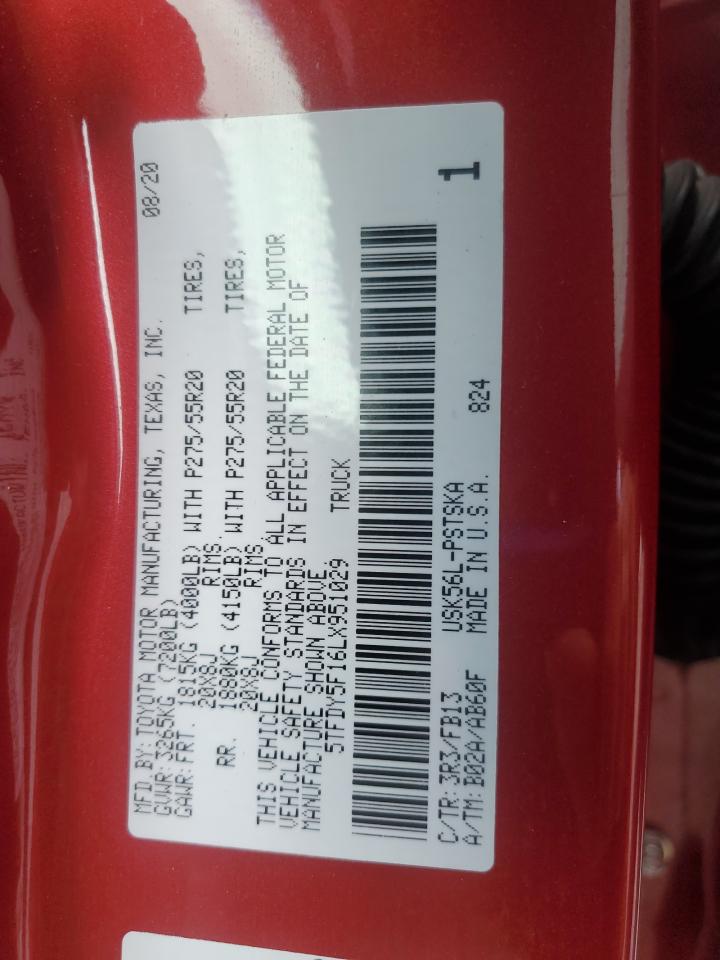 MFD. BY: TOYOTA MOTOR MANUFACTURING, TEXAS, INC. 08/20
GVWR: 3265KG (7200LB)
GAWR: FRT. 1815KG (4000LB) WITH P275/55R20 TIRES,
20X8J RIMS.
RR. 1880KG (4150LB) WITH P275/55R20 TIRES,
20X8J RIMS.
THIS VEHICLE CONFORMS TO ALL APPLICABLE FEDERAL MOTOR
VEHICLE SAFETY STANDARDS IN EFFECT ON THE DATE OF
MANUFACTURE SHOWN ABOVE.
5TFDY5F16LX951029 TRUCK
C/TR: 3R3/FB13 USK56L-PSTSKA 824 1
A/TM: B02A/AB60F MADE IN U.S.A.